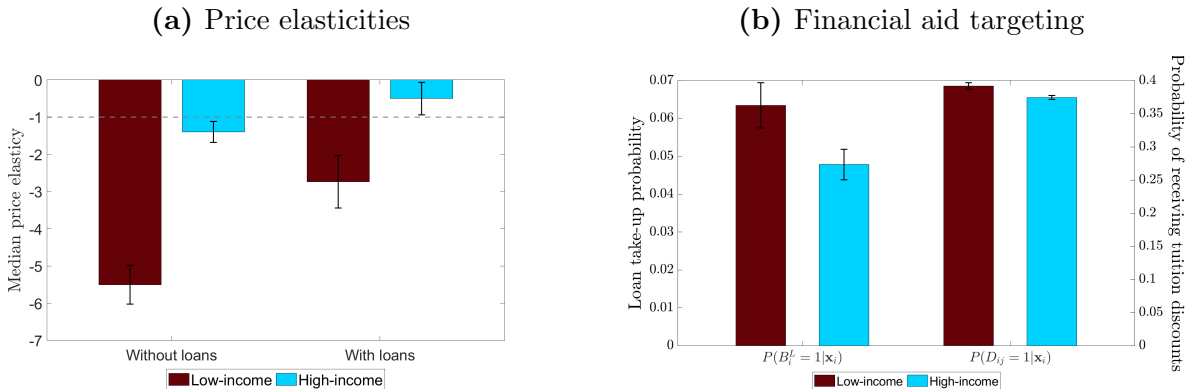 (a) Price elasticities
0
-1
-2
-3
-4
-5
-6
-7
Median price elasticy
Without loans
With loans
Low-income
High-income
(b) Financial aid targeting
0.07
0.06
0.05
0.04
0.03
0.02
0.01
0
Loan take-up probability
0.4
0.35
0.3
0.25
0.2
0.15
0.1
0.05
0
Probability of receiving tuition discounts
P(B_i^L = 1|x_i)
P(D_{ij} = 1|x_i)
Low-income
High-income